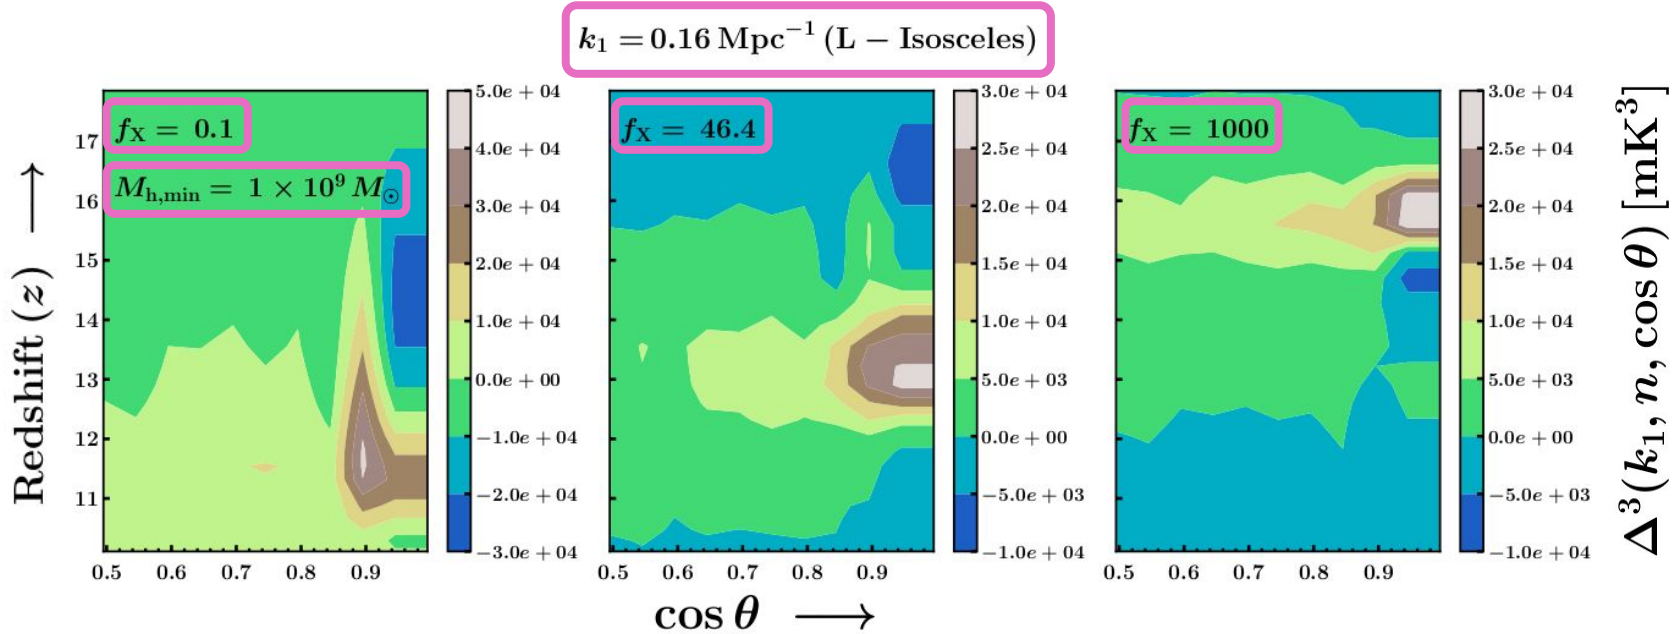 k₁ = 0.16 Mpc⁻¹ (L − Isosceles)
f_X = 0.1
M_h,min = 1 × 10⁹ M_⊙
17
16
15
14
13
12
11
0.5 0.6 0.7 0.8 0.9
5.0e + 04
4.0e + 04
3.0e + 04
2.0e + 04
1.0e + 04
0.0e + 00
−1.0e + 04
−2.0e + 04
−3.0e + 04
f_X = 46.4
0.5 0.6 0.7 0.8 0.9
3.0e + 04
2.5e + 04
2.0e + 04
1.5e + 04
1.0e + 04
5.0e + 03
0.0e + 00
−5.0e + 03
−1.0e + 04
f_X = 1000
0.5 0.6 0.7 0.8 0.9
3.0e + 04
2.5e + 04
2.0e + 04
1.5e + 04
1.0e + 04
5.0e + 03
0.0e + 00
−5.0e + 03
−1.0e + 04
Redshift (z) ⟶
cos θ ⟶
Δ³(k₁, n, cos θ) [mK³]